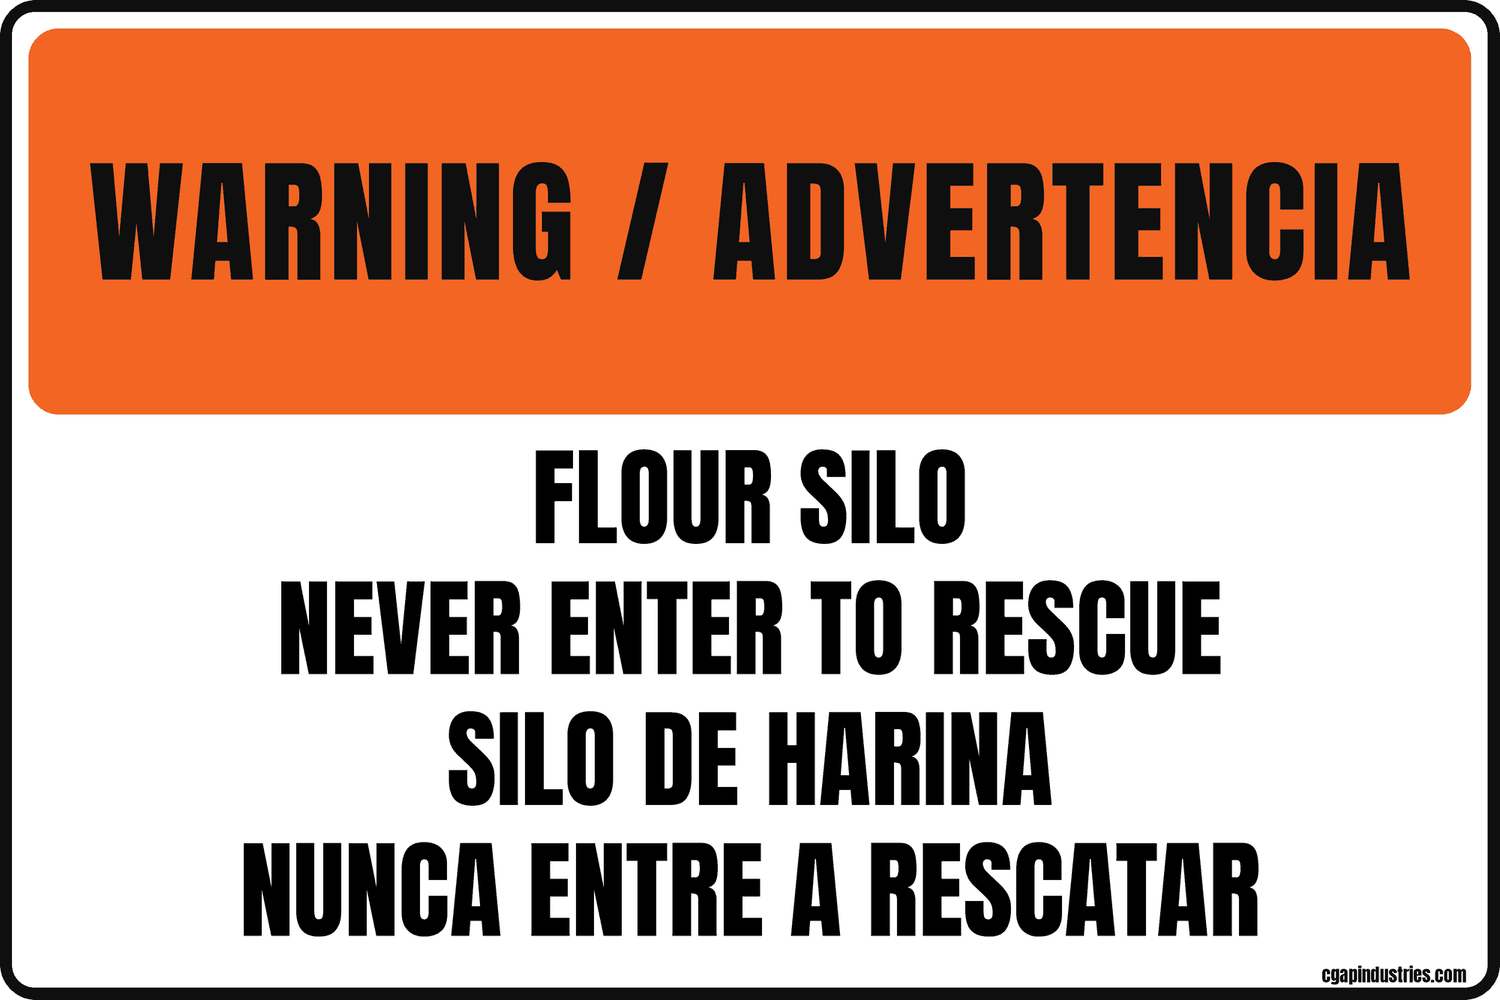 WARNING / ADVERTENCIA
FLOUR SILO
NEVER ENTER TO RESCUE
SILO DE HARINA
NUNCA ENTRE A RESCATAR
cgapindustries.com